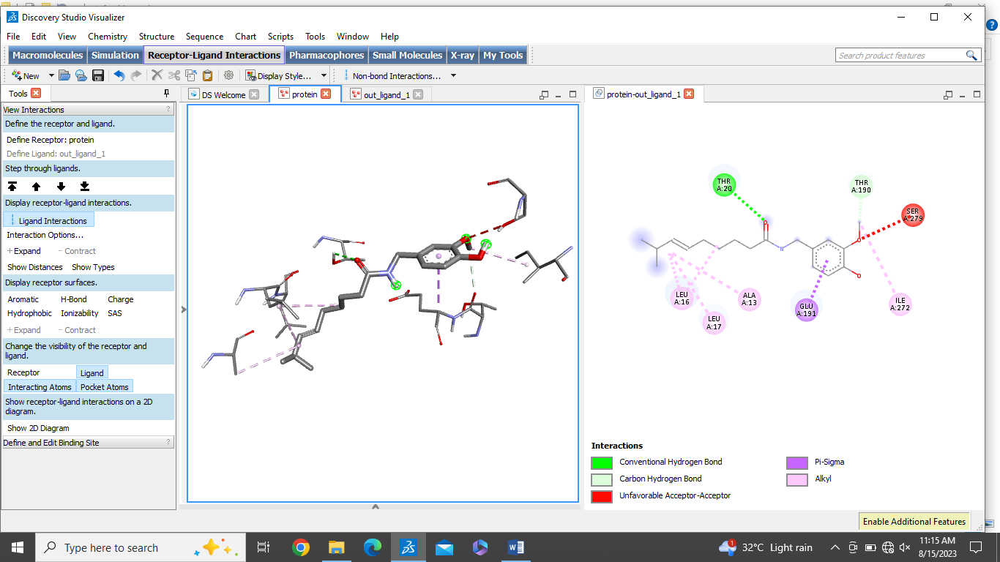 Discovery Studio Visualizer
File Edit View Chemistry Structure Sequence Chart Scripts Tools Window Help
Macromolecules Simulation Receptor-Ligand Interactions Pharmacophores Small Molecules X-ray My Tools
Search product features
New Display Style... Non-bond Interactions...
Tools
DS Welcome protein out_ligand_1
protein-out_ligand_1
View Interactions ?
Define the receptor and ligand.
Define Receptor: protein
Define Ligand: out_ligand_1
Step through ligands.
Display receptor-ligand interactions.
Ligand Interactions
Interaction Options...
+ Expand − Contract
Show Distances Show Types
Display receptor surfaces.
Aromatic H-Bond Charge
Hydrophobic Ionizability SAS
+ Expand − Contract
Change the visibility of the receptor and
ligand.
Receptor Ligand
Interacting Atoms Pocket Atoms
Show receptor-ligand interactions on a 2D
diagram.
Show 2D Diagram
Define and Edit Binding Site ?
THR
A:20
THR
A:190
SER
A:279
O
N
O
O
LEU
A:16
LEU
A:17
ALA
A:13
GLU
A:191
ILE
A:272
Interactions
Conventional Hydrogen Bond
Carbon Hydrogen Bond
Unfavorable Acceptor-Acceptor
Pi-Sigma
Alkyl
Enable Additional Features
Type here to search
32°C Light rain
11:15 AM
8/15/2023